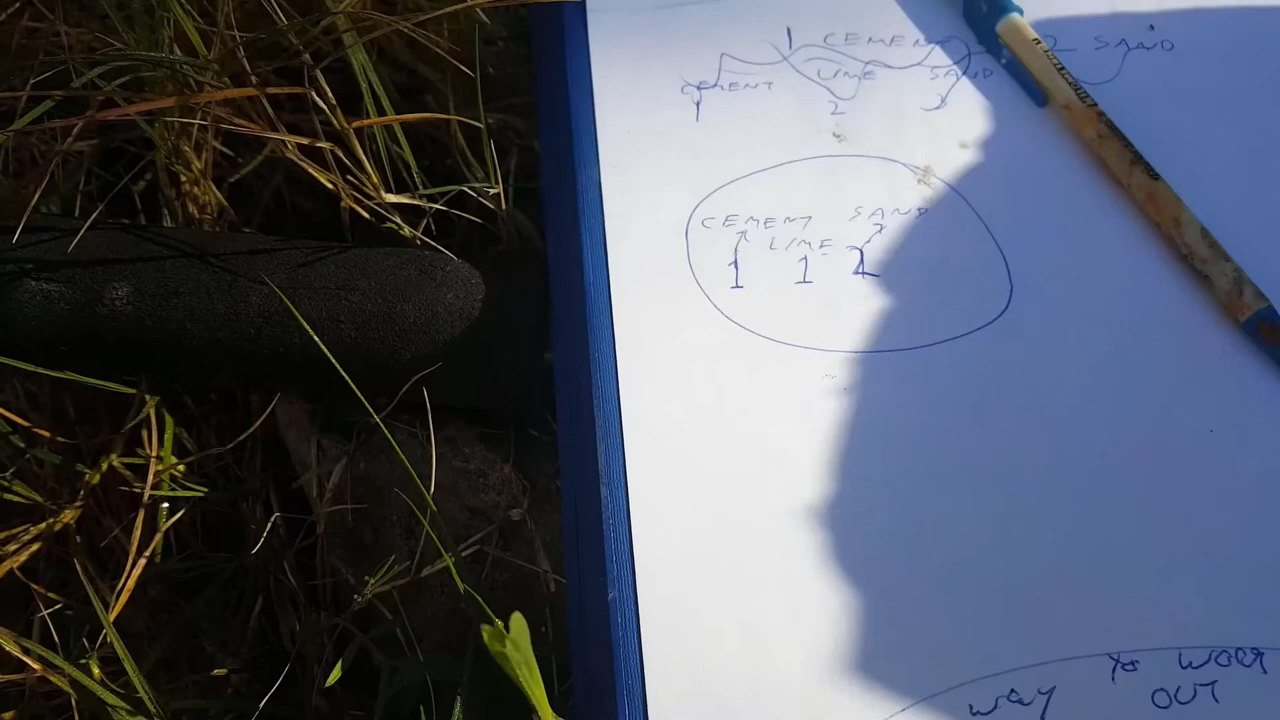 1 CEMENT 2 SAND
CEMENT LIME SAND
1 2 3
CEMENT SAND
LIME
1 1 2
WAY TO WORK
OUT